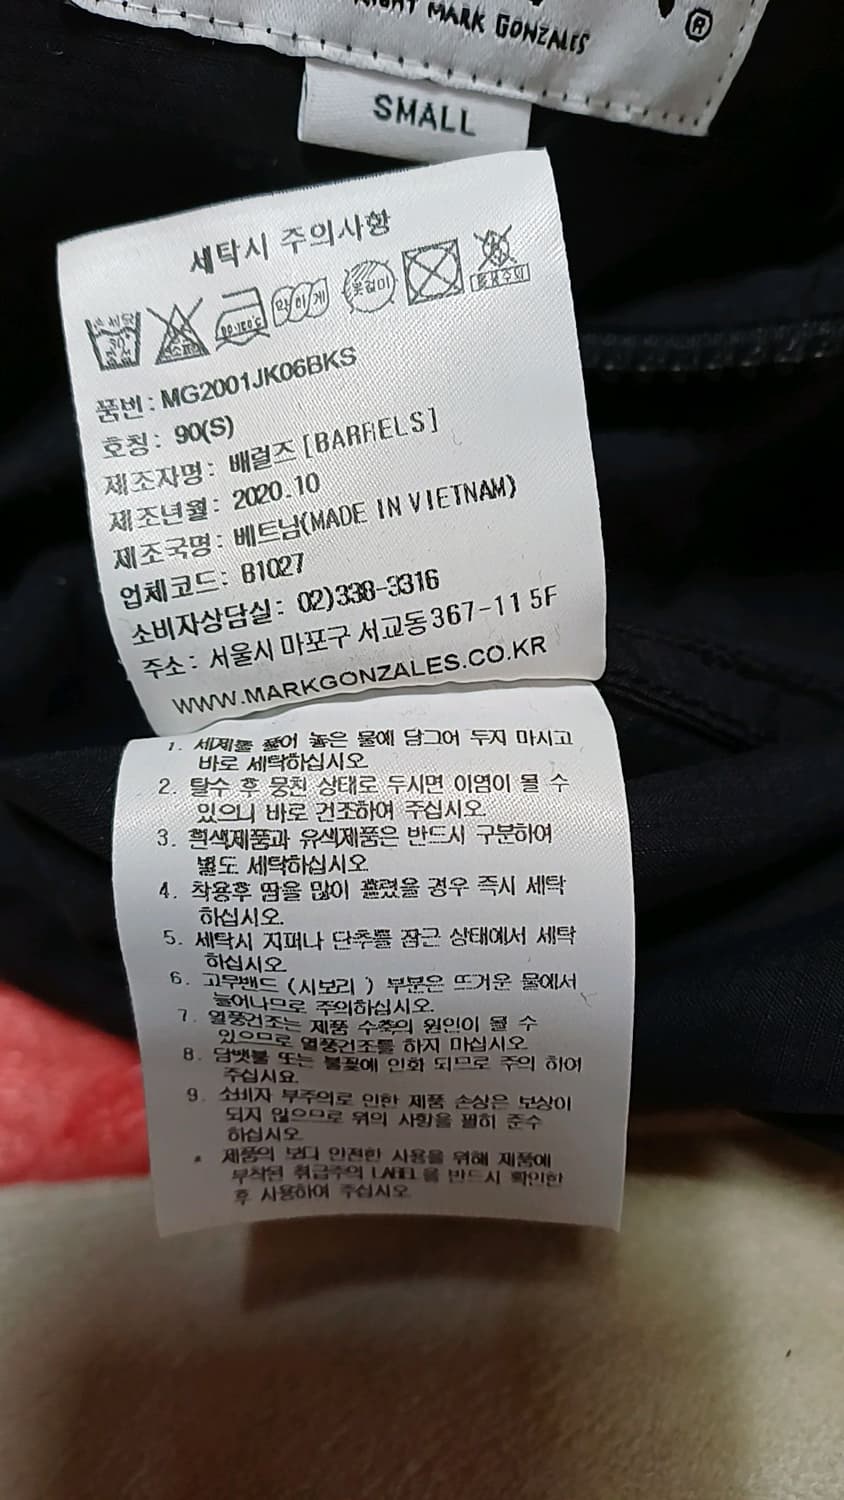 MARK GONZALES
®
SMALL
세탁시 주의사항
손세탁 30
약하게
품번: MG2001JK06BKS
호칭: 90(S)
제조자명: 배럴즈 [BARRELS]
제조년월: 2020.10
제조국명: 베트남(MADE IN VIETNAM)
업체코드: B1027
소비자상담실: 02)338-3316
주소: 서울시 마포구 서교동 367-11 5F
WWW.MARKGONZALES.CO.KR
1. 세제를 풀어 놓은 물에 담그어 두지 마시고
바로 세탁하십시오
2. 탈수 후 뭉친 상태로 두시면 이염이 될 수
있으니 바로 건조하여 주십시오.
3. 흰색제품과 유색제품은 반드시 구분하여
별도 세탁하십시오
4. 착용후 땀을 많이 흘렸을 경우 즉시 세탁
하십시오.
5. 세탁시 지퍼나 단추를 잠근 상태에서 세탁
하십시오
6. 고무밴드 (시보리 ) 부분은 뜨거운 물에서
늘어나므로 주의하십시오.
7. 열풍건조는 제품 수축의 원인이 될 수
있으므로 열풍건조를 하지 마십시오
8. 담뱃불 또는 불꽃에 인화 되므로 주의 하여
주십시요.
9. 소비자 부주의로 인한 제품 손상은 보상이
되지 않으므로 위의 사항을 필히 준수
하십시오
* 제품의 보다 안전한 사용을 위해 제품에
부착된 취급주의 LABEL 을 반드시 확인한
후 사용하여 주십시오